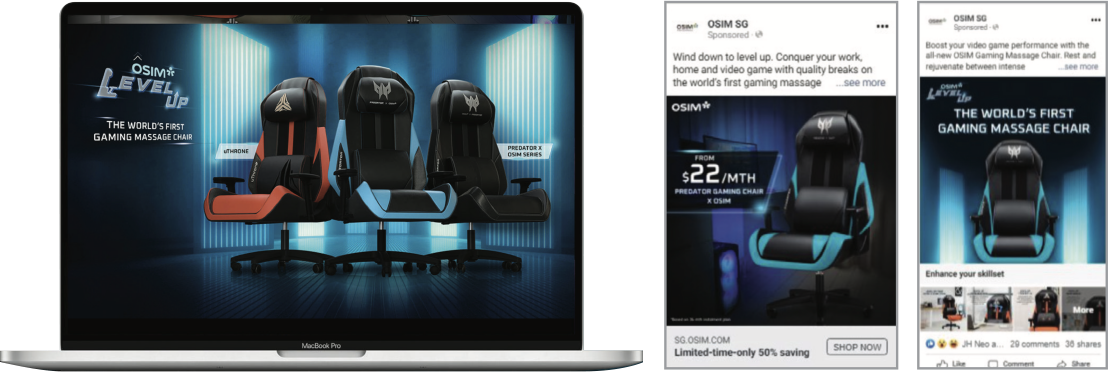 OSIM
LEVEL UP
THE WORLD'S FIRST
GAMING MASSAGE CHAIR
uTHRONE
PREDATOR X
OSIM SERIES
MacBook Pro
OSIM
OSIM SG
Sponsored
Wind down to level up. Conquer your work,
home and video game with quality breaks on
the world's first gaming massage ...see more
OSIM
FROM
$22/MTH
PREDATOR GAMING CHAIR
X OSIM
SG.OSIM.COM
Limited-time-only 50% saving
SHOP NOW
OSIM
OSIM SG
Sponsored
Boost your video game performance with the
all-new OSIM Gaming Massage Chair. Rest and
rejuvenate between intense ...see more
OSIM
LEVEL UP
THE WORLD'S FIRST
GAMING MASSAGE CHAIR
Enhance your skillset
More
JH Neo a... 29 comments 36 shares
Like Comment Share